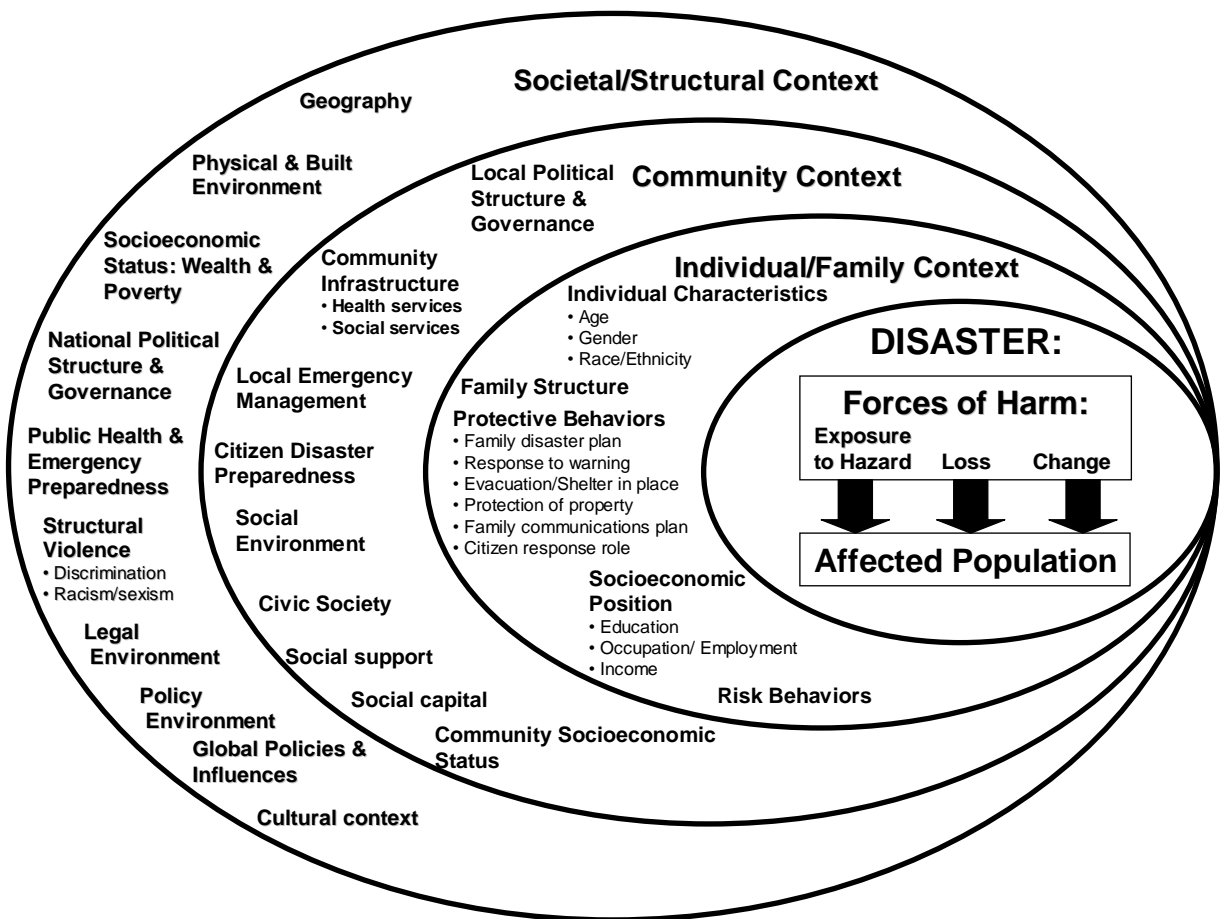 Societal/Structural Context
Geography
Physical & Built
Environment
Socioeconomic
Status: Wealth &
Poverty
National Political
Structure &
Governance
Public Health &
Emergency
Preparedness
Structural
Violence
• Discrimination
• Racism/sexism
Legal
Environment
Policy
Environment
Global Policies &
Influences
Cultural context
Community Context
Local Political
Structure &
Governance
Community
Infrastructure
• Health services
• Social services
Local Emergency
Management
Citizen Disaster
Preparedness
Social
Environment
Civic Society
Social support
Social capital
Community Socioeconomic
Status
Individual/Family Context
Individual Characteristics
• Age
• Gender
• Race/Ethnicity
Family Structure
Protective Behaviors
• Family disaster plan
• Response to warning
• Evacuation/Shelter in place
• Protection of property
• Family communications plan
• Citizen response role
Socioeconomic
Position
• Education
• Occupation/ Employment
• Income
Risk Behaviors
DISASTER:
Forces of Harm:
Exposure
to Hazard Loss Change
Affected Population